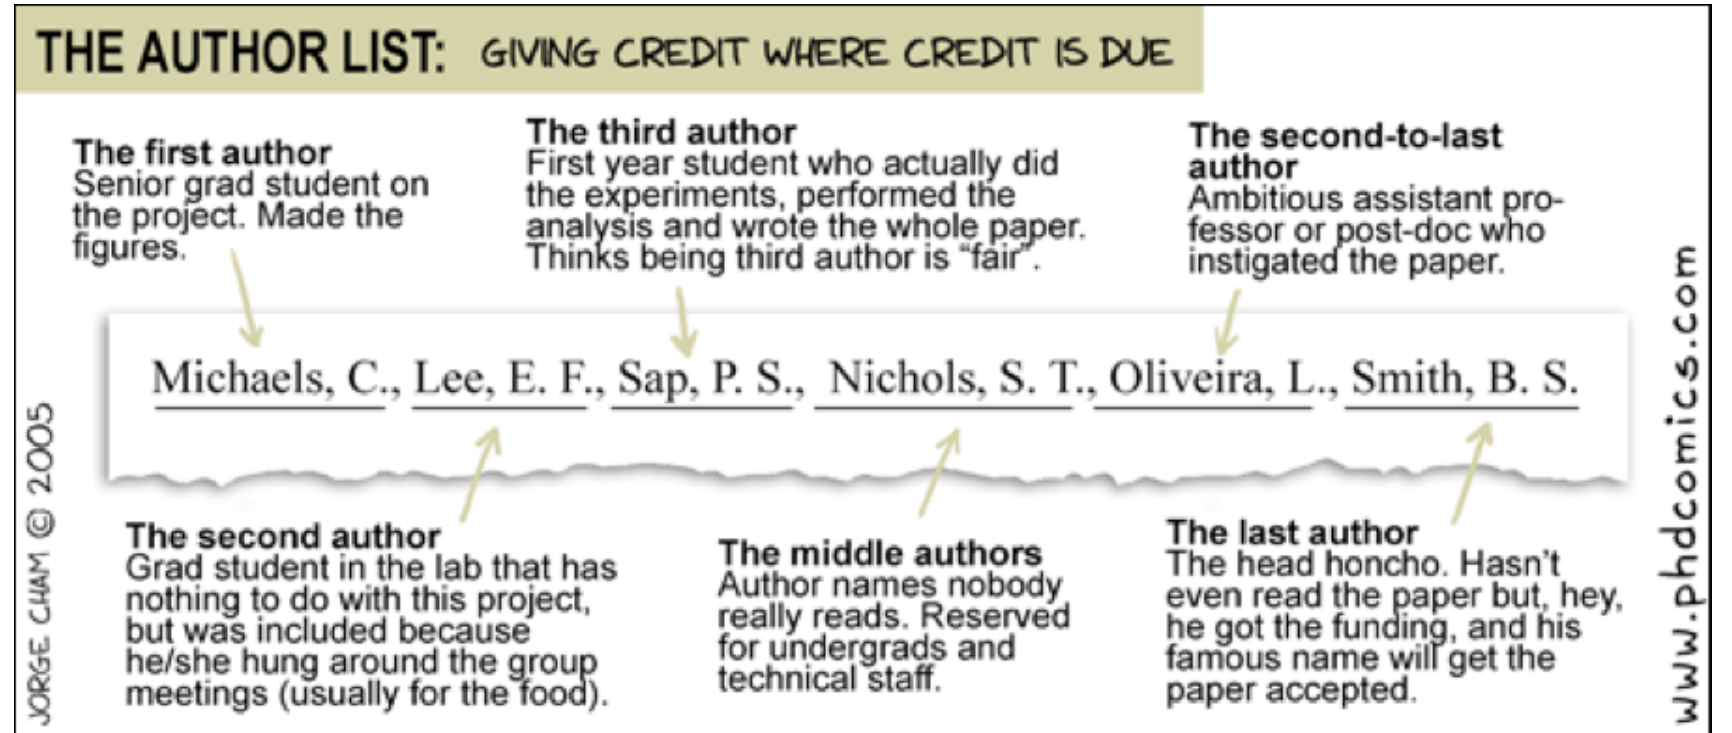 THE AUTHOR LIST: GIVING CREDIT WHERE CREDIT IS DUE
The first author
Senior grad student on
the project. Made the
figures.
The third author
First year student who actually did
the experiments, performed the
analysis and wrote the whole paper.
Thinks being third author is “fair”.
The second-to-last
author
Ambitious assistant pro-
fessor or post-doc who
instigated the paper.
Michaels, C., Lee, E. F., Sap, P. S., Nichols, S. T., Oliveira, L., Smith, B. S.
The second author
Grad student in the lab that has
nothing to do with this project,
but was included because
he/she hung around the group
meetings (usually for the food).
The middle authors
Author names nobody
really reads. Reserved
for undergrads and
technical staff.
The last author
The head honcho. Hasn’t
even read the paper but, hey,
he got the funding, and his
famous name will get the
paper accepted.
JORGE CHAM © 2005
www.phdcomics.com